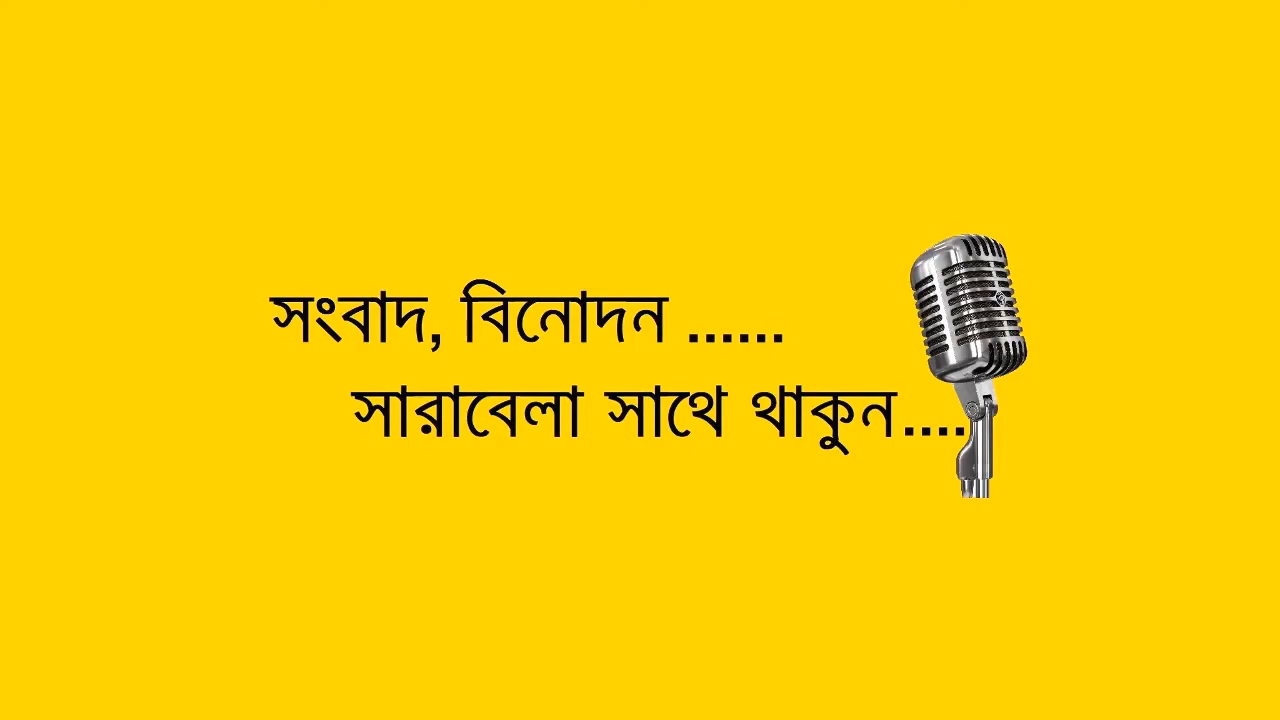 সংবাদ, বিনোদন ......
সারাবেলা সাথে থাকুন....